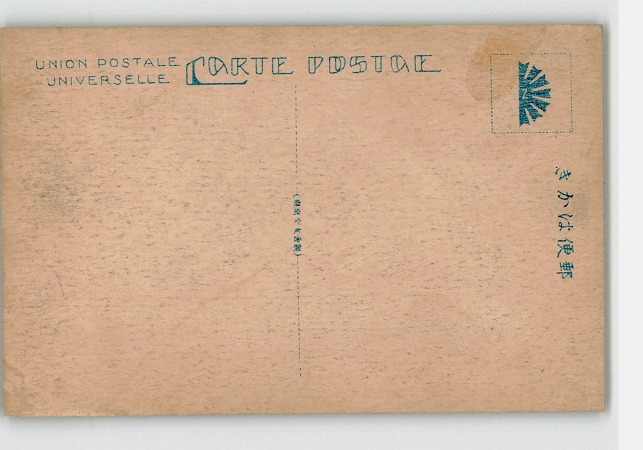 UNION POSTALE
UNIVERSELLE
CARTE POSTALE
きかは便郵